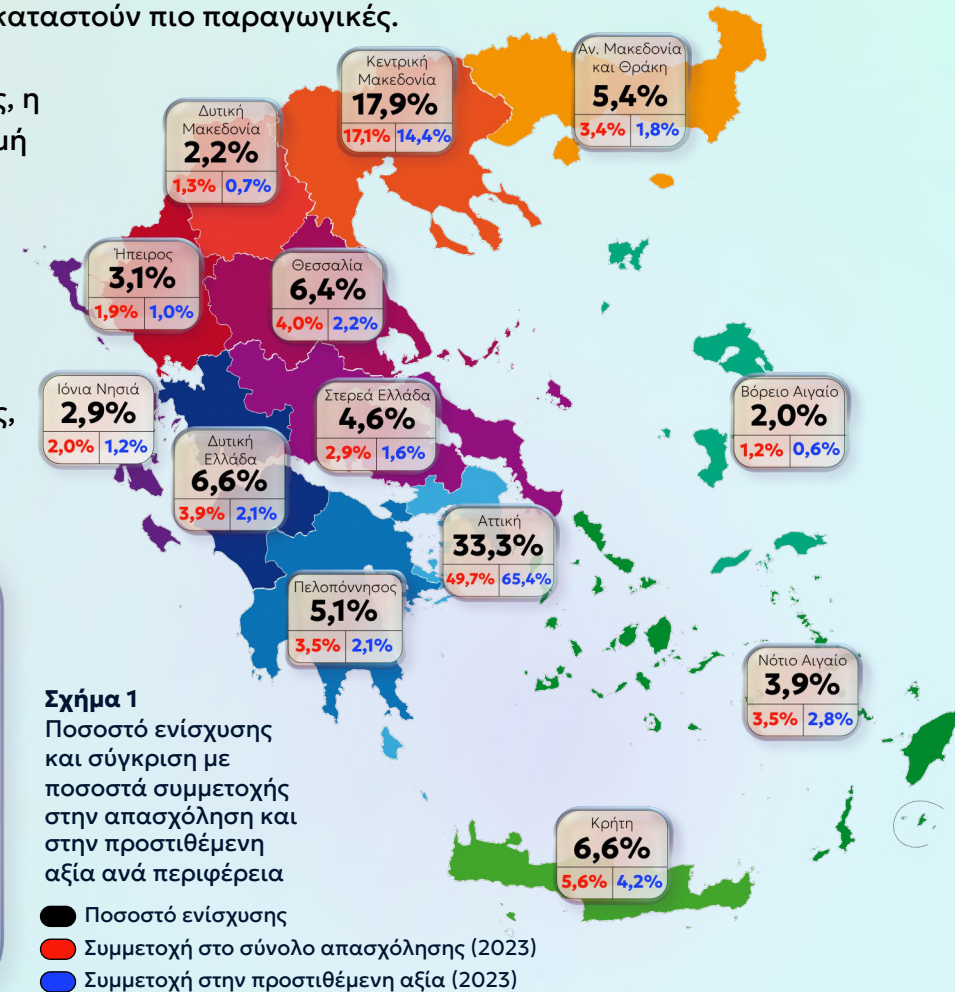 καταστούν πιο παραγωγικές.
ς, η
μή
ς,
Κεντρική
Μακεδονία
17,9%
17,1% 14,4%
Αν. Μακεδονία
και Θράκη
5,4%
3,4% 1,8%
Δυτική
Μακεδονία
2,2%
1,3% 0,7%
Ήπειρος
3,1%
1,9% 1,0%
Θεσσαλία
6,4%
4,0% 2,2%
Ιόνια Νησιά
2,9%
2,0% 1,2%
Στερεά Ελλάδα
4,6%
2,9% 1,6%
Βόρειο Αιγαίο
2,0%
1,2% 0,6%
Δυτική
Ελλάδα
6,6%
3,9% 2,1%
Αττική
33,3%
49,7% 65,4%
Πελοπόννησος
5,1%
3,5% 2,1%
Νότιο Αιγαίο
3,9%
3,5% 2,8%
Κρήτη
6,6%
5,6% 4,2%
Σχήμα 1
Ποσοστό ενίσχυσης
και σύγκριση με
ποσοστά συμμετοχής
στην απασχόληση και
στην προστιθέμενη
αξία ανά περιφέρεια
Ποσοστό ενίσχυσης
Συμμετοχή στο σύνολο απασχόλησης (2023)
Συμμετοχή στην προστιθέμενη αξία (2023)